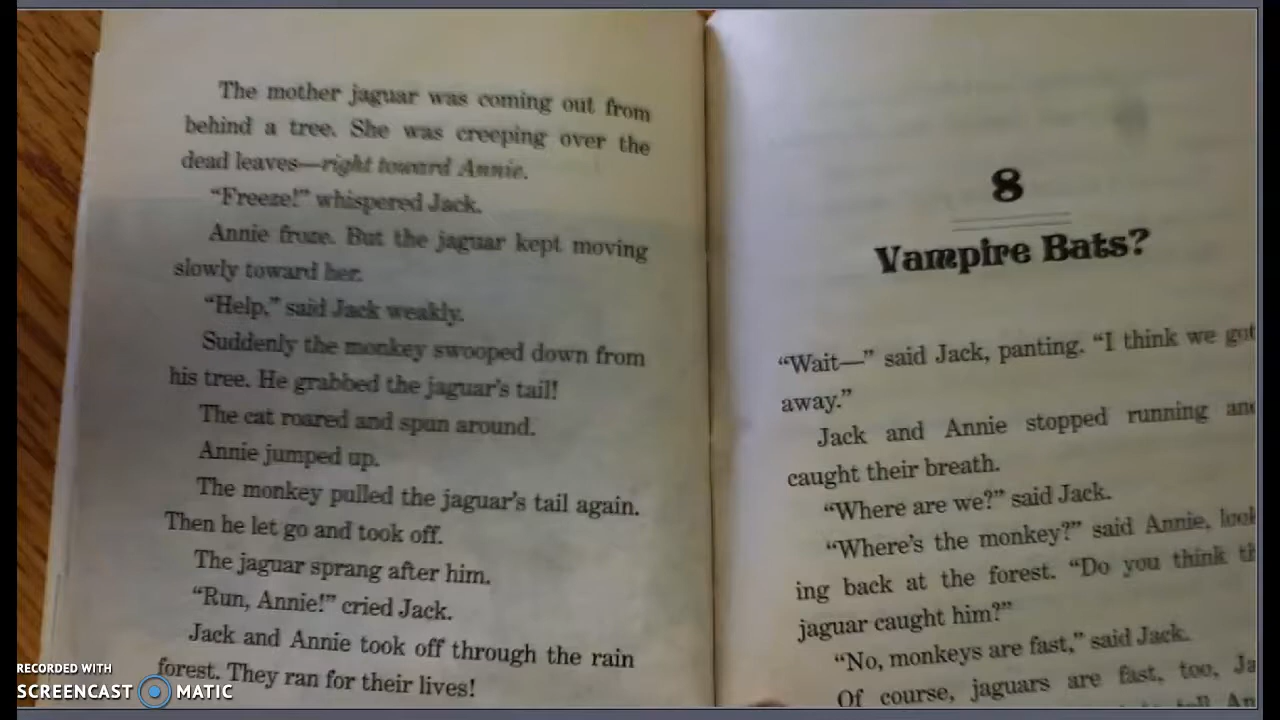 The mother jaguar was coming out from
behind a tree. She was creeping over the
dead leaves—right toward Annie.
“Freeze!” whispered Jack.
Annie froze. But the jaguar kept moving
slowly toward her.
“Help,” said Jack weakly.
Suddenly the monkey swooped down from
his tree. He grabbed the jaguar’s tail!
The cat roared and spun around.
Annie jumped up.
The monkey pulled the jaguar’s tail again.
Then he let go and took off.
The jaguar sprang after him.
“Run, Annie!” cried Jack.
Jack and Annie took off through the rain
forest. They ran for their lives!
8
Vampire Bats?
“Wait—” said Jack, panting. “I think we got
away.”
Jack and Annie stopped running and
caught their breath.
“Where are we?” said Jack.
“Where’s the monkey?” said Annie, look
ing back at the forest. “Do you think th
jaguar caught him?”
“No, monkeys are fast,” said Jack.
Of course, jaguars are fast, too, Ja
RECORDED WITH
SCREENCAST MATIC